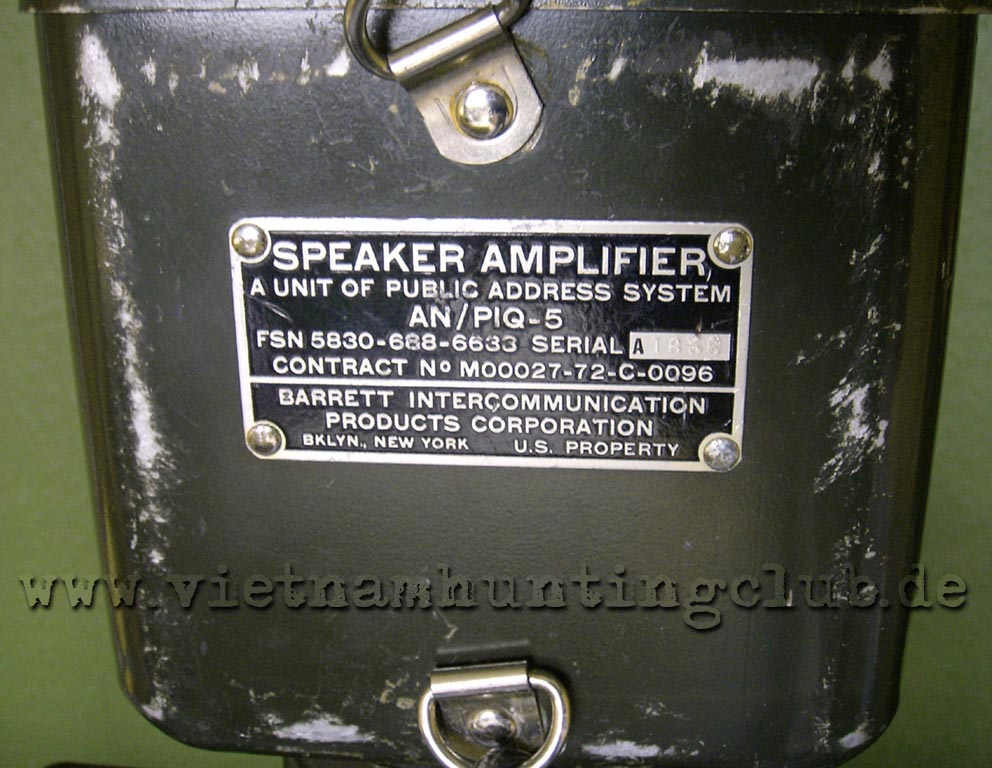 SPEAKER AMPLIFIER,
A UNIT OF PUBLIC ADDRESS SYSTEM
AN/PIQ-5
FSN 5830-688-6633 SERIAL A
CONTRACT Nº M00027-72-C-0096
BARRETT INTERCOMMUNICATION
PRODUCTS CORPORATION
BKLYN., NEW YORK U.S. PROPERTY
www.vietnamhuntingclub.de